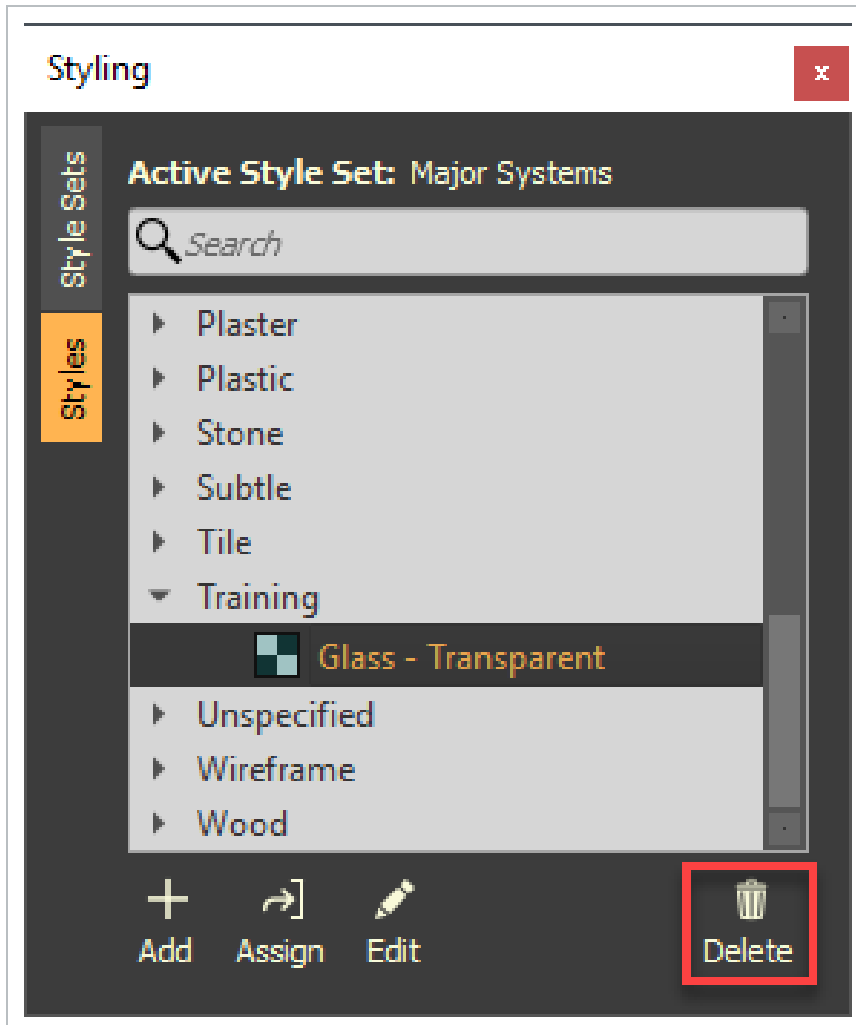 Styling
x
Style Sets
Styles
Active Style Set: Major Systems
Search
Plaster
Plastic
Stone
Subtle
Tile
Training
Glass - Transparent
Unspecified
Wireframe
Wood
Add Assign Edit Delete